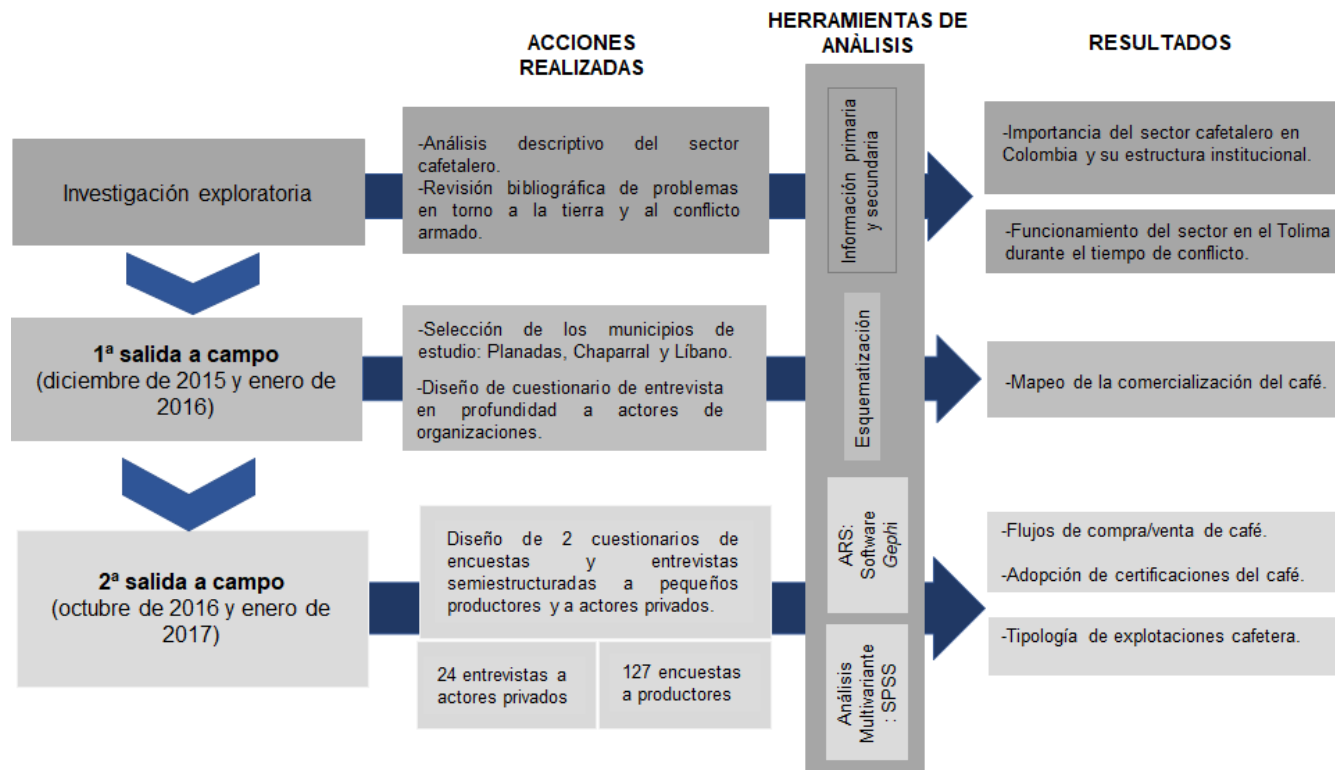 ACCIONES
REALIZADAS
HERRAMIENTAS DE
ANÀLISIS
RESULTADOS
Investigación exploratoria
-Análisis descriptivo del sector
cafetalero.
-Revisión bibliográfica de problemas
en torno a la tierra y al conflicto
armado.
Información primaria
y secundaria
-Importancia del sector cafetalero en
Colombia y su estructura institucional.
-Funcionamiento del sector en el Tolima
durante el tiempo de conflicto.
1ª salida a campo
(diciembre de 2015 y enero de
2016)
-Selección de los municipios de
estudio: Planadas, Chaparral y Líbano.
-Diseño de cuestionario de entrevista
en profundidad a actores de
organizaciones.
Esquematización
-Mapeo de la comercialización del café.
2ª salida a campo
(octubre de 2016 y enero de
2017)
Diseño de 2 cuestionarios de
encuestas y entrevistas
semiestructuradas a pequeños
productores y a actores privados.
24 entrevistas a
actores privados
127 encuestas
a productores
ARS:
Software
Gephi
Análisis
Multivariante
: SPSS
-Flujos de compra/venta de café.
-Adopción de certificaciones del café.
-Tipología de explotaciones cafetera.